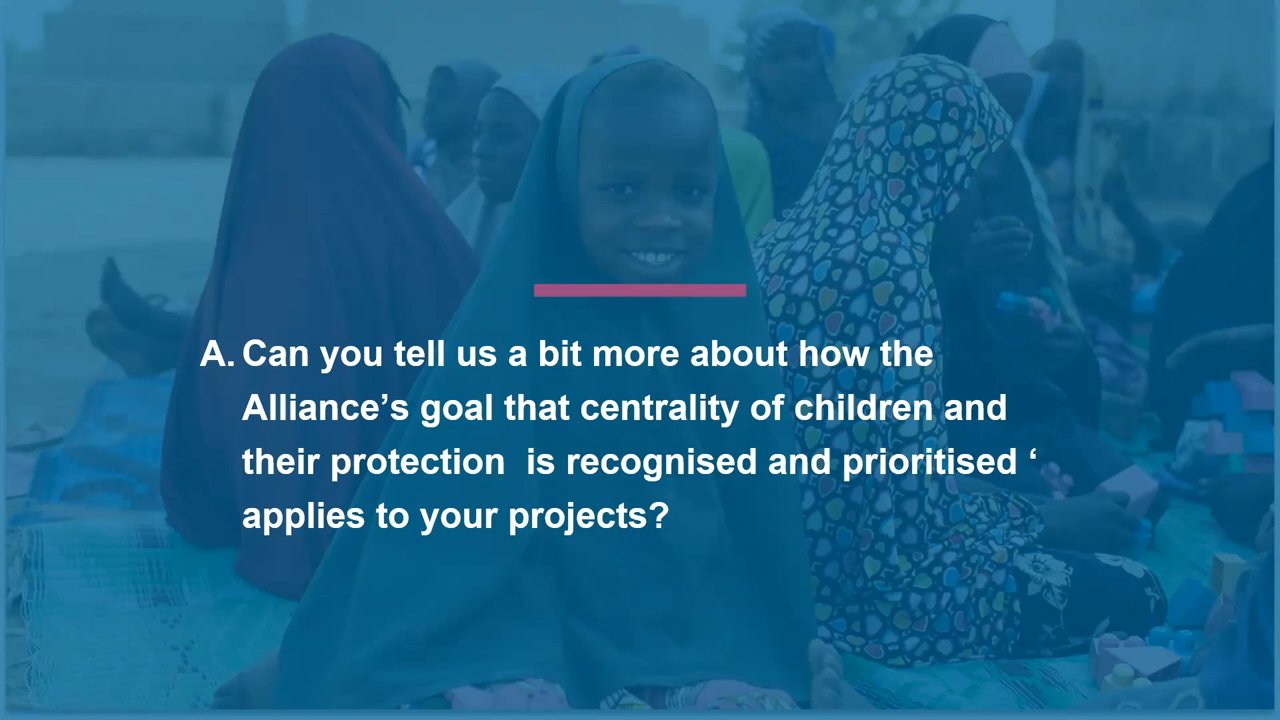 A. Can you tell us a bit more about how the
Alliance’s goal that centrality of children and
their protection  is recognised and prioritised ‘
applies to your projects?